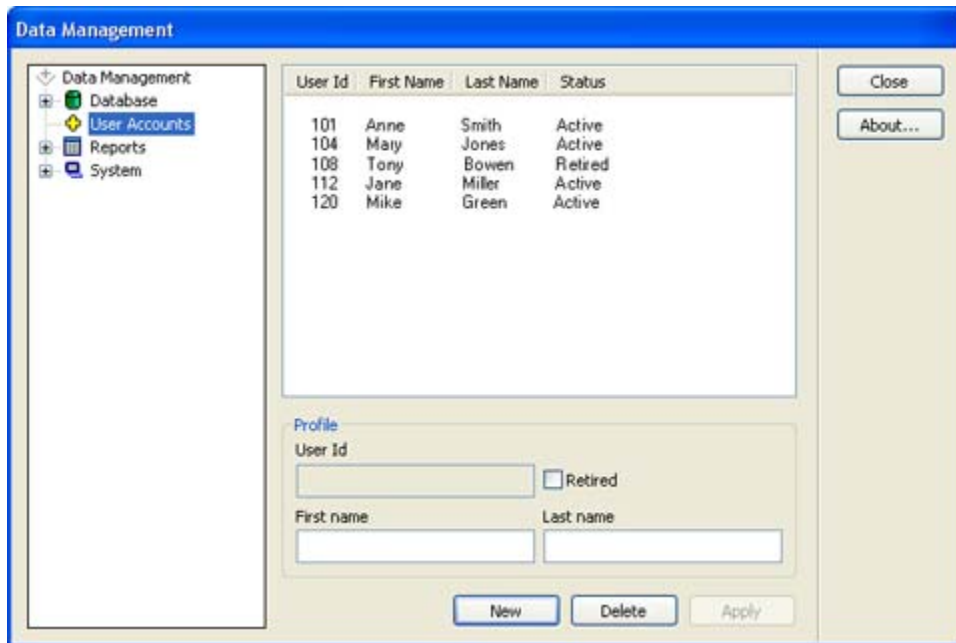 Data Management
Data Management
Database
User Accounts
Reports
System
User Id First Name Last Name Status
101 Anne Smith Active
104 Mary Jones Active
108 Tony Bowen Retired
112 Jane Miller Active
120 Mike Green Active
Profile
User Id
Retired
First name Last name
New Delete Apply
Close
About...